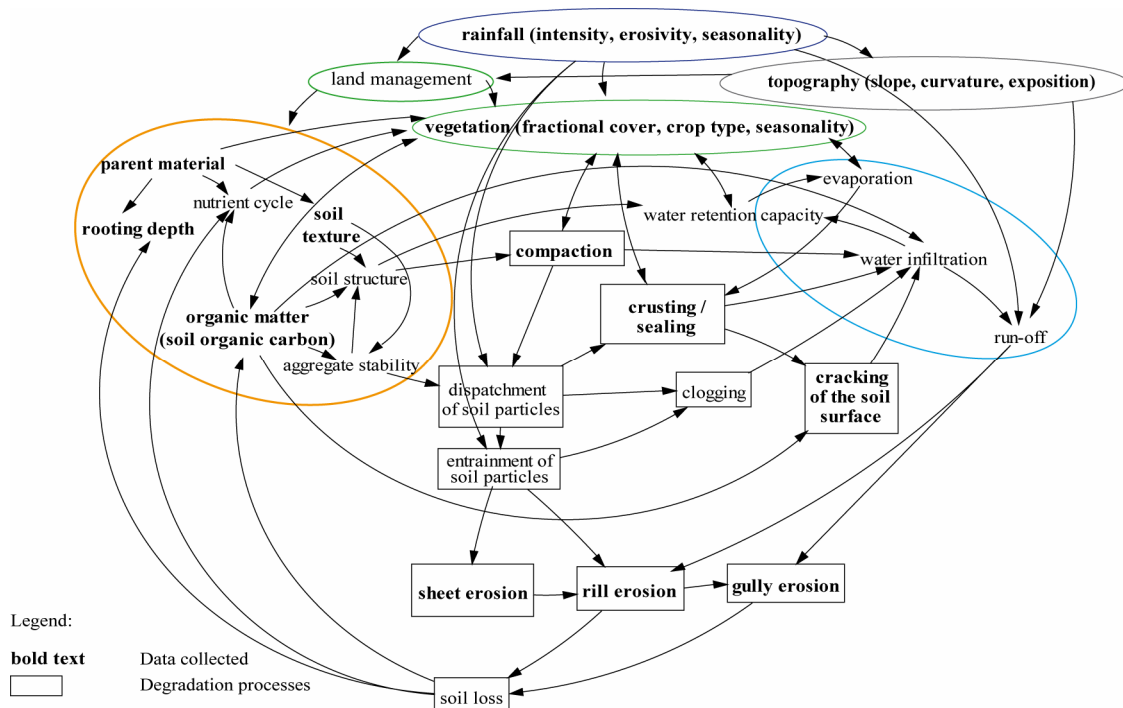 rainfall (intensity, erosivity, seasonality)
land management
topography (slope, curvature, exposition)
vegetation (fractional cover, crop type, seasonality)
parent material
evaporation
nutrient cycle
rooting depth
soil
texture
water retention capacity
compaction
water infiltration
soil structure
crusting /
sealing
organic matter
(soil organic carbon)
run-off
aggregate stability
dispatchment
of soil particles
clogging
cracking
of the soil
surface
entrainment of
soil particles
sheet erosion
rill erosion
gully erosion
Legend:
bold text
Data collected
Degradation processes
soil loss